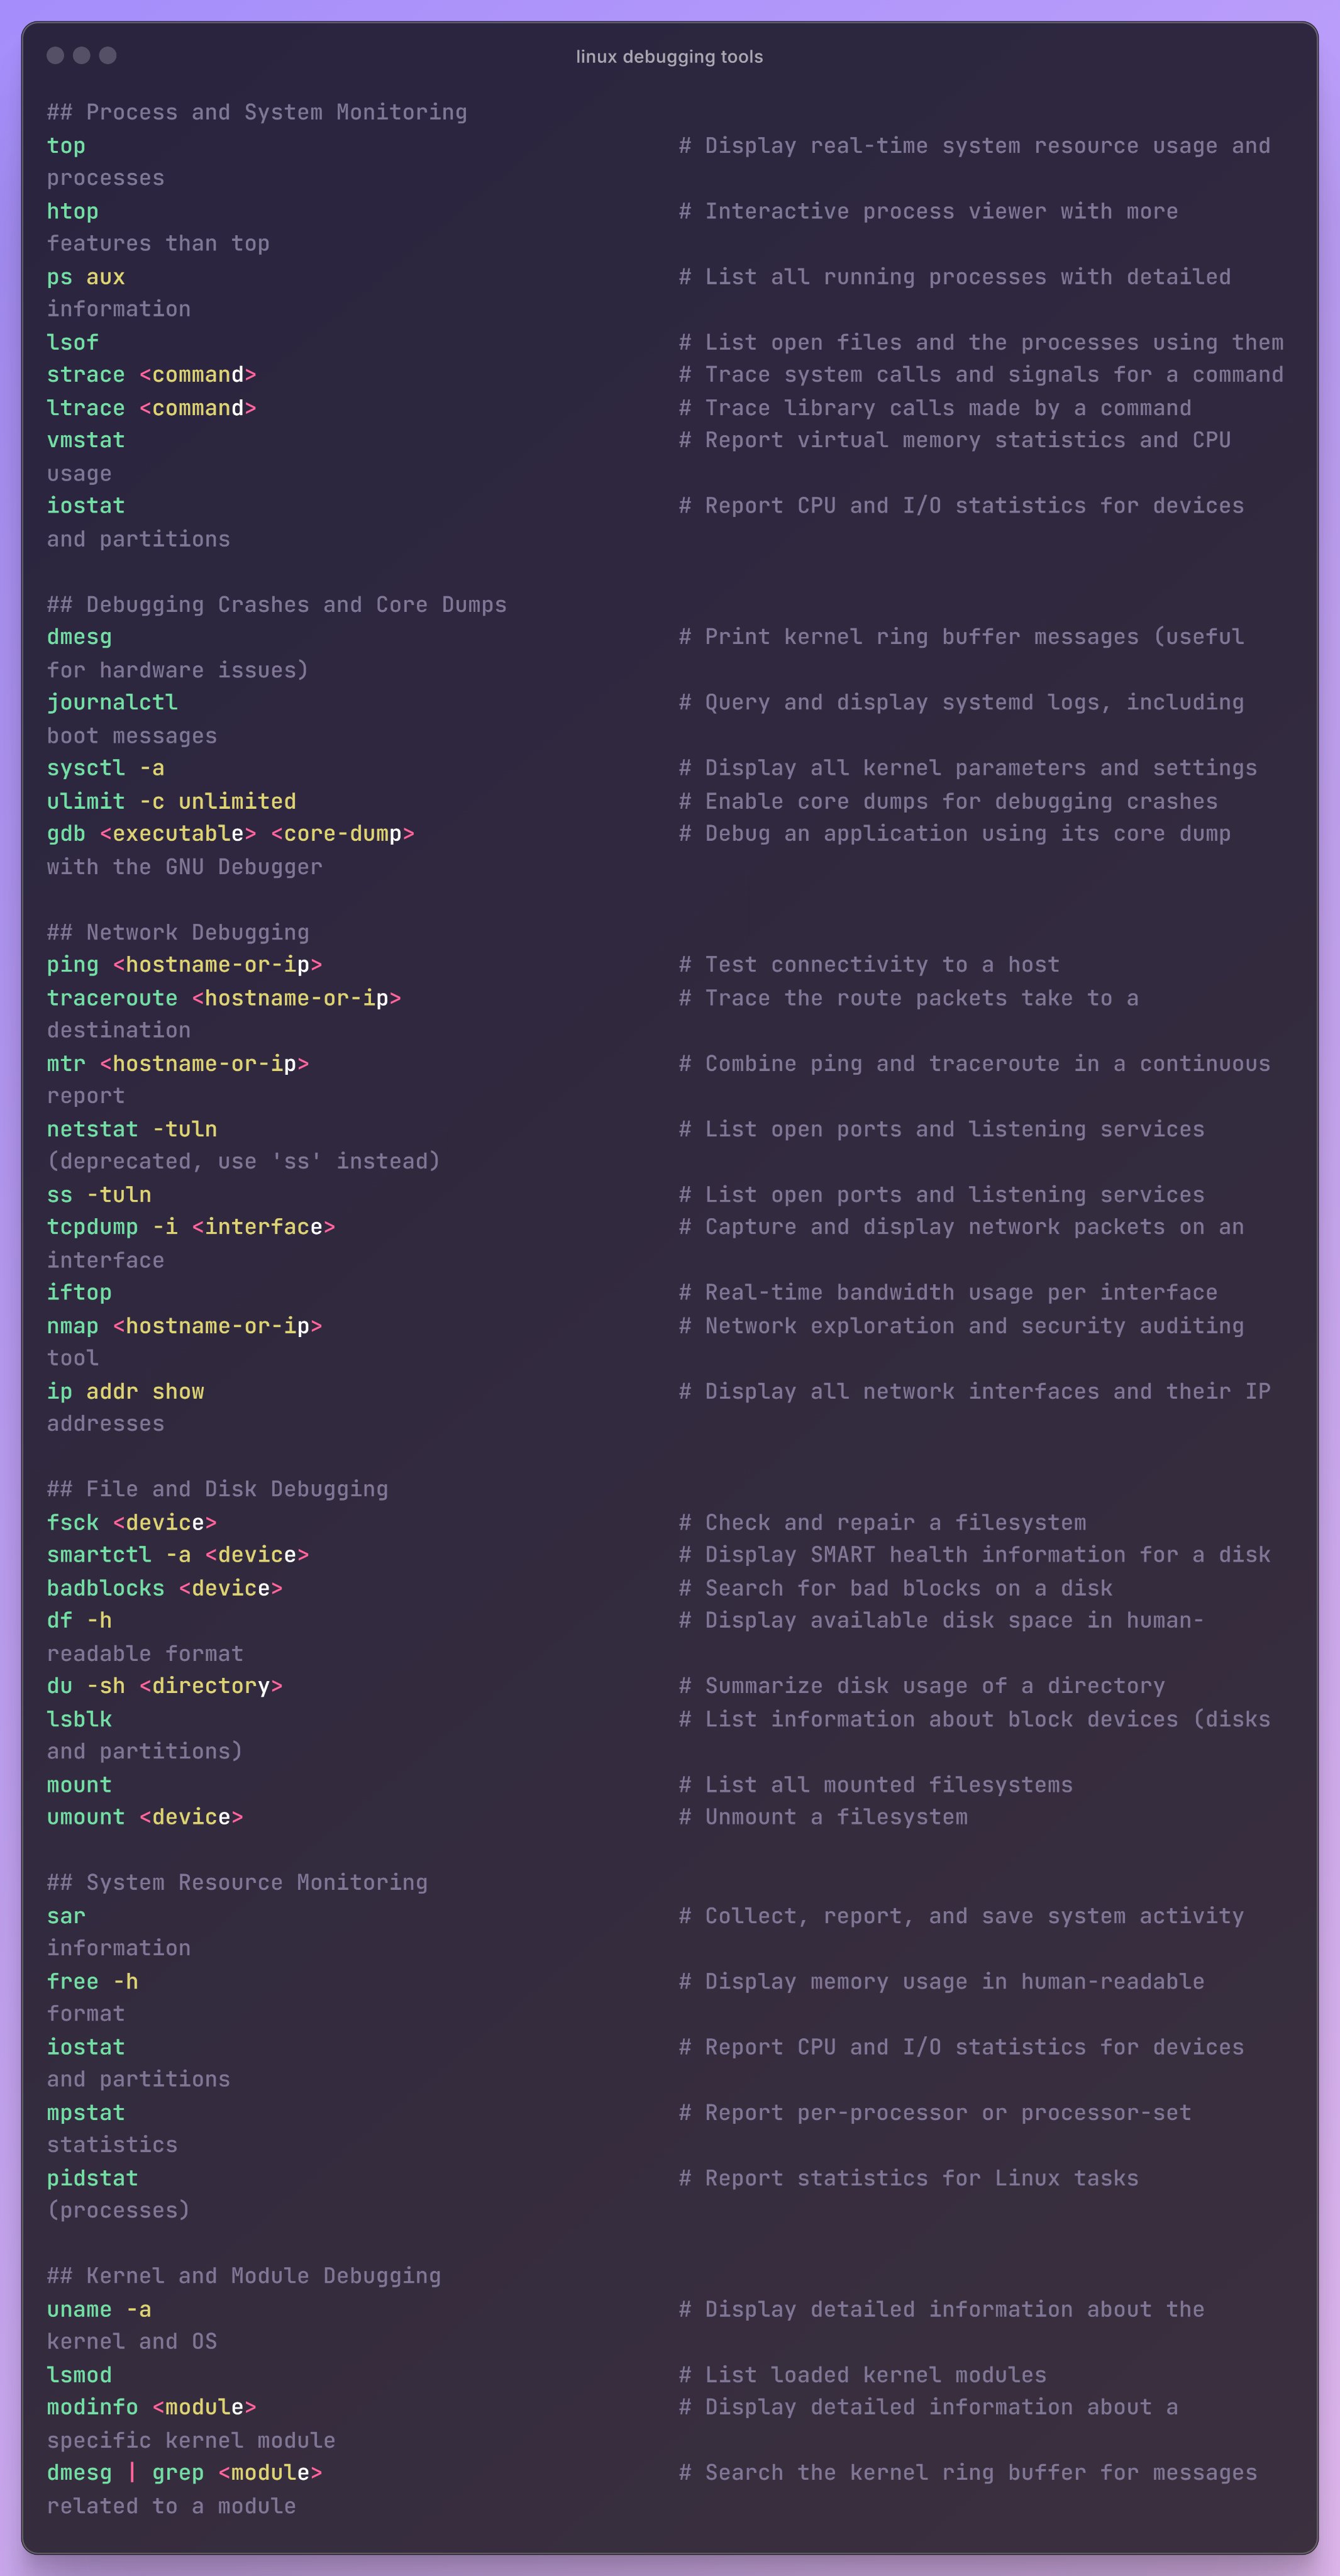 linux debugging tools
## Process and System Monitoring
top # Display real-time system resource usage and
processes
htop # Interactive process viewer with more
features than top
ps aux # List all running processes with detailed
information
lsof # List open files and the processes using them
strace <command> # Trace system calls and signals for a command
ltrace <command> # Trace library calls made by a command
vmstat # Report virtual memory statistics and CPU
usage
iostat # Report CPU and I/O statistics for devices
and partitions
## Debugging Crashes and Core Dumps
dmesg # Print kernel ring buffer messages (useful
for hardware issues)
journalctl # Query and display systemd logs, including
boot messages
sysctl -a # Display all kernel parameters and settings
ulimit -c unlimited # Enable core dumps for debugging crashes
gdb <executable> <core-dump> # Debug an application using its core dump
with the GNU Debugger
## Network Debugging
ping <hostname-or-ip> # Test connectivity to a host
traceroute <hostname-or-ip> # Trace the route packets take to a
destination
mtr <hostname-or-ip> # Combine ping and traceroute in a continuous
report
netstat -tuln # List open ports and listening services
(deprecated, use 'ss' instead)
ss -tuln # List open ports and listening services
tcpdump -i <interface> # Capture and display network packets on an
interface
iftop # Real-time bandwidth usage per interface
nmap <hostname-or-ip> # Network exploration and security auditing
tool
ip addr show # Display all network interfaces and their IP
addresses
## File and Disk Debugging
fsck <device> # Check and repair a filesystem
smartctl -a <device> # Display SMART health information for a disk
badblocks <device> # Search for bad blocks on a disk
df -h # Display available disk space in human-
readable format
du -sh <directory> # Summarize disk usage of a directory
lsblk # List information about block devices (disks
and partitions)
mount # List all mounted filesystems
umount <device> # Unmount a filesystem
## System Resource Monitoring
sar # Collect, report, and save system activity
information
free -h # Display memory usage in human-readable
format
iostat # Report CPU and I/O statistics for devices
and partitions
mpstat # Report per-processor or processor-set
statistics
pidstat # Report statistics for Linux tasks
(processes)
## Kernel and Module Debugging
uname -a # Display detailed information about the
kernel and OS
lsmod # List loaded kernel modules
modinfo <module> # Display detailed information about a
specific kernel module
dmesg | grep <module> # Search the kernel ring buffer for messages
related to a module